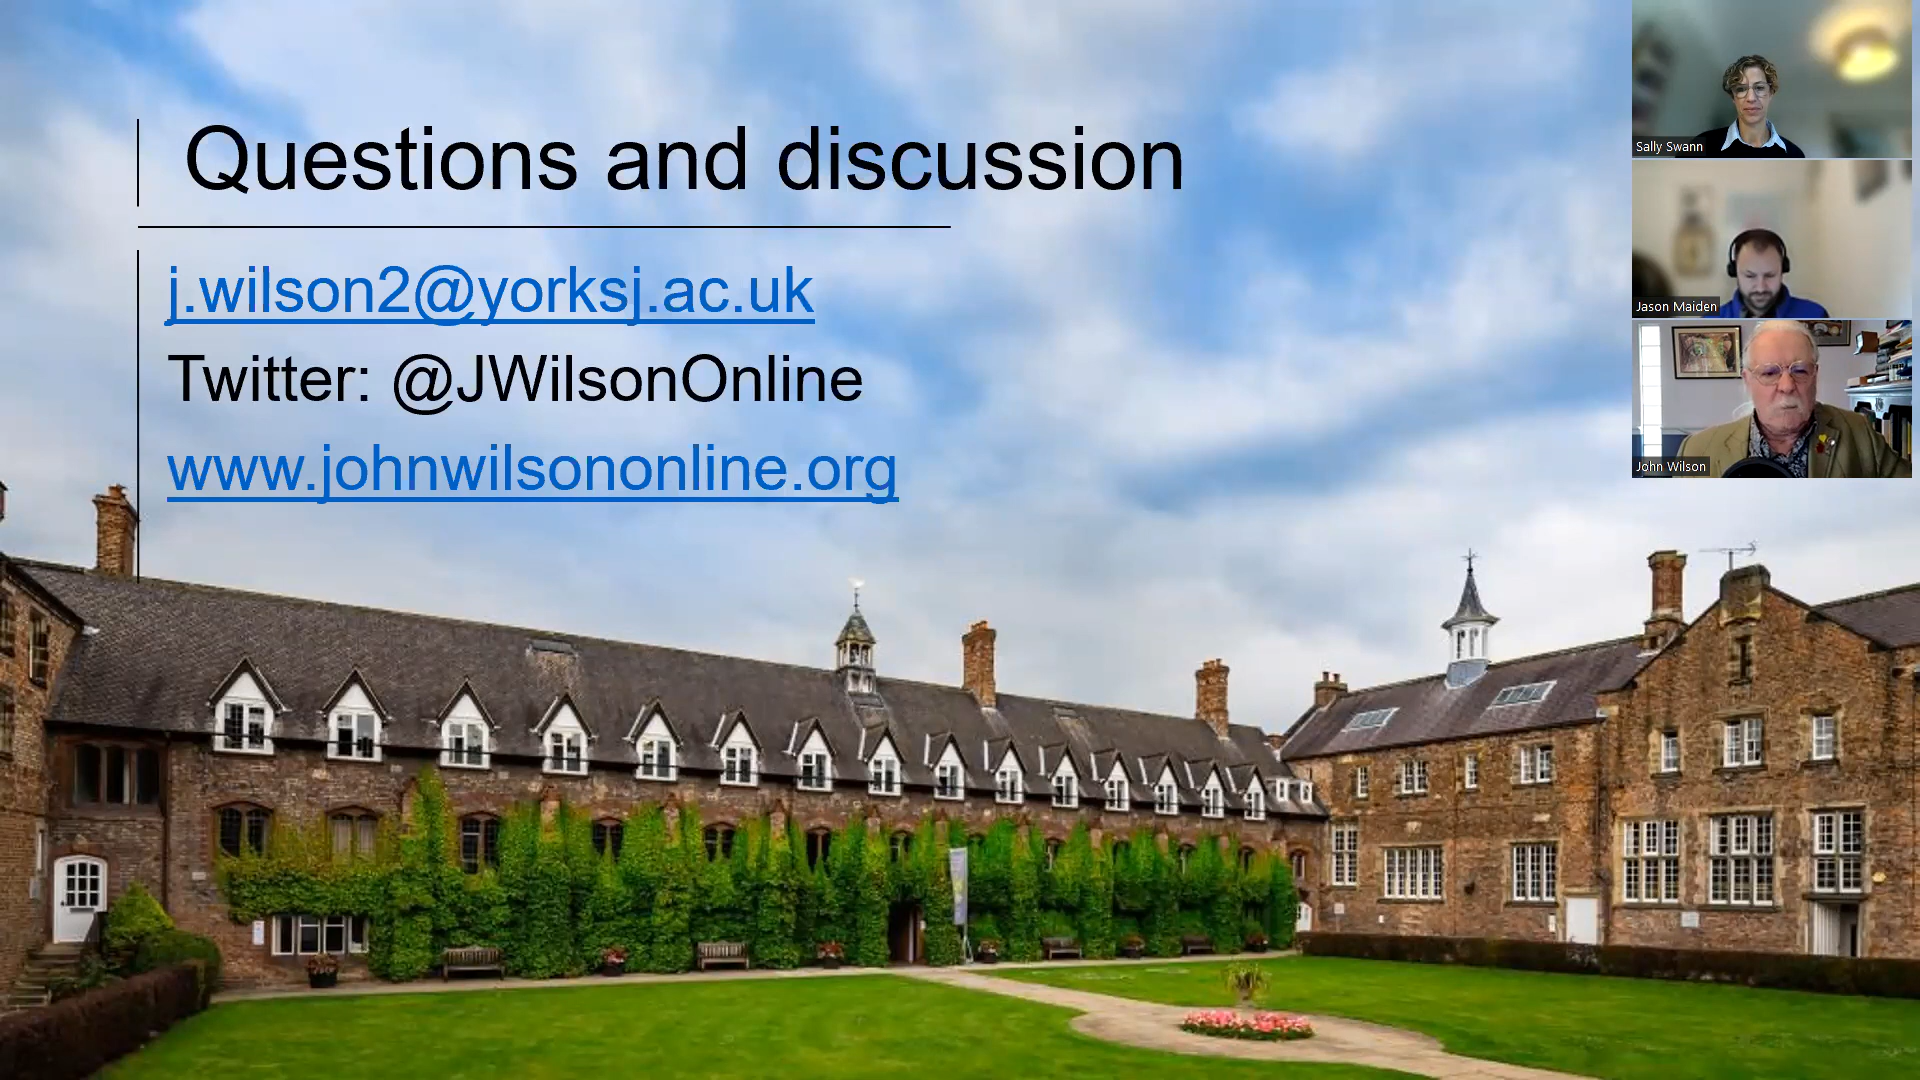 Questions and discussion
j.wilson2@yorksj.ac.uk
Twitter: @JWilsonOnline
www.johnwilsononline.org
Sally Swann
Jason Maiden
John Wilson